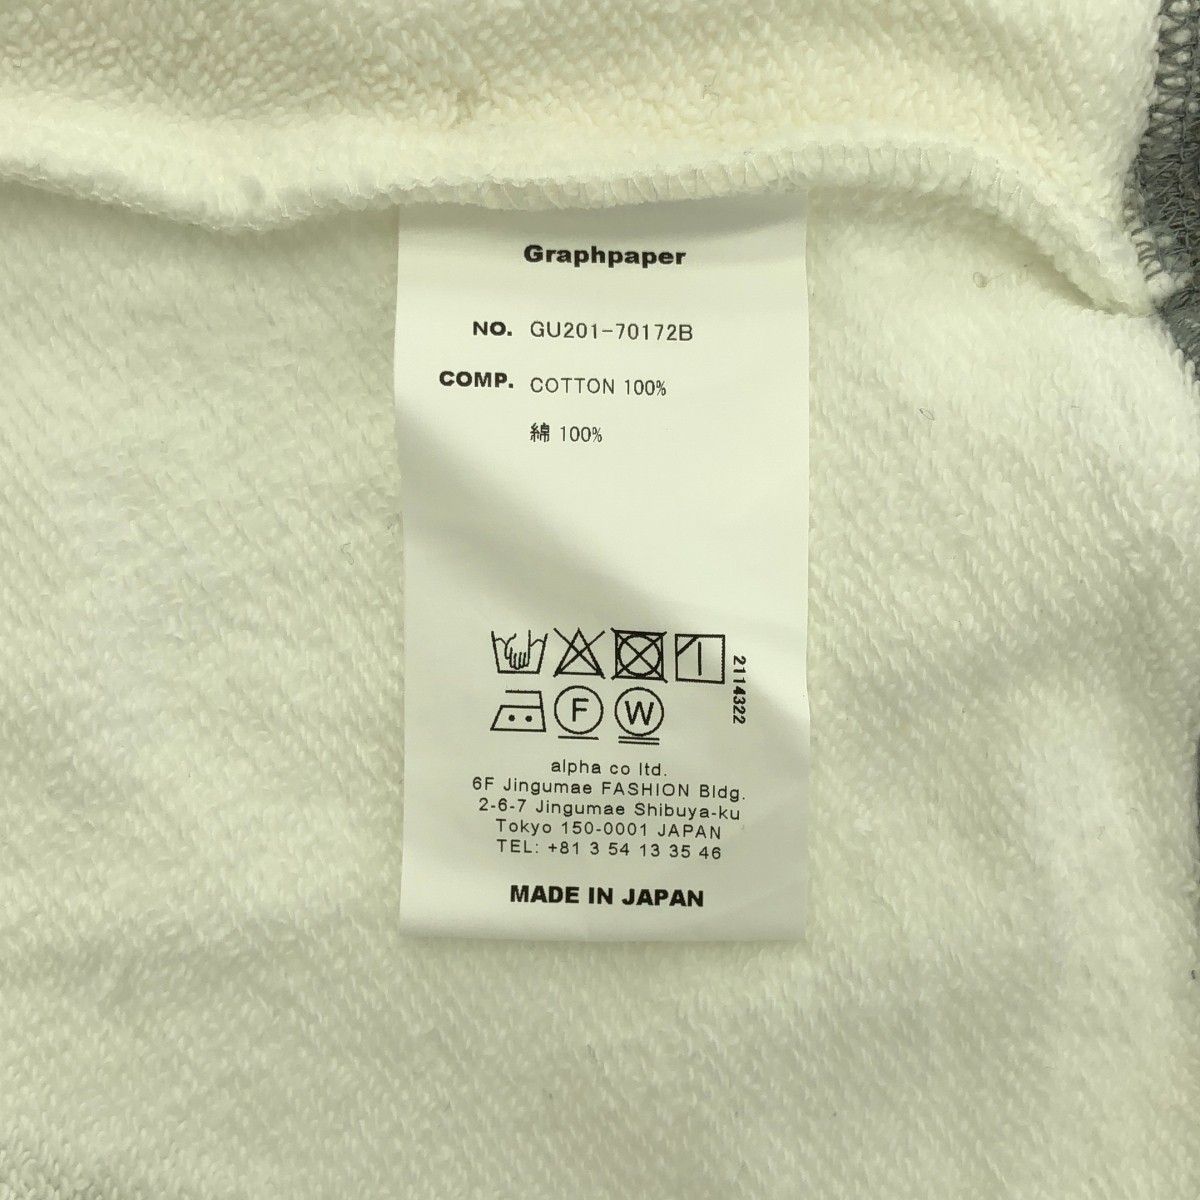 Graphpaper
NO. GU201-70172B
COMP. COTTON 100%
綿 100%
2114322
F W
alpha co ltd.
6F Jingumae FASHION Bldg.
2-6-7 Jingumae Shibuya-ku
Tokyo 150-0001 JAPAN
TEL: +81 3 54 13 35 46
MADE IN JAPAN